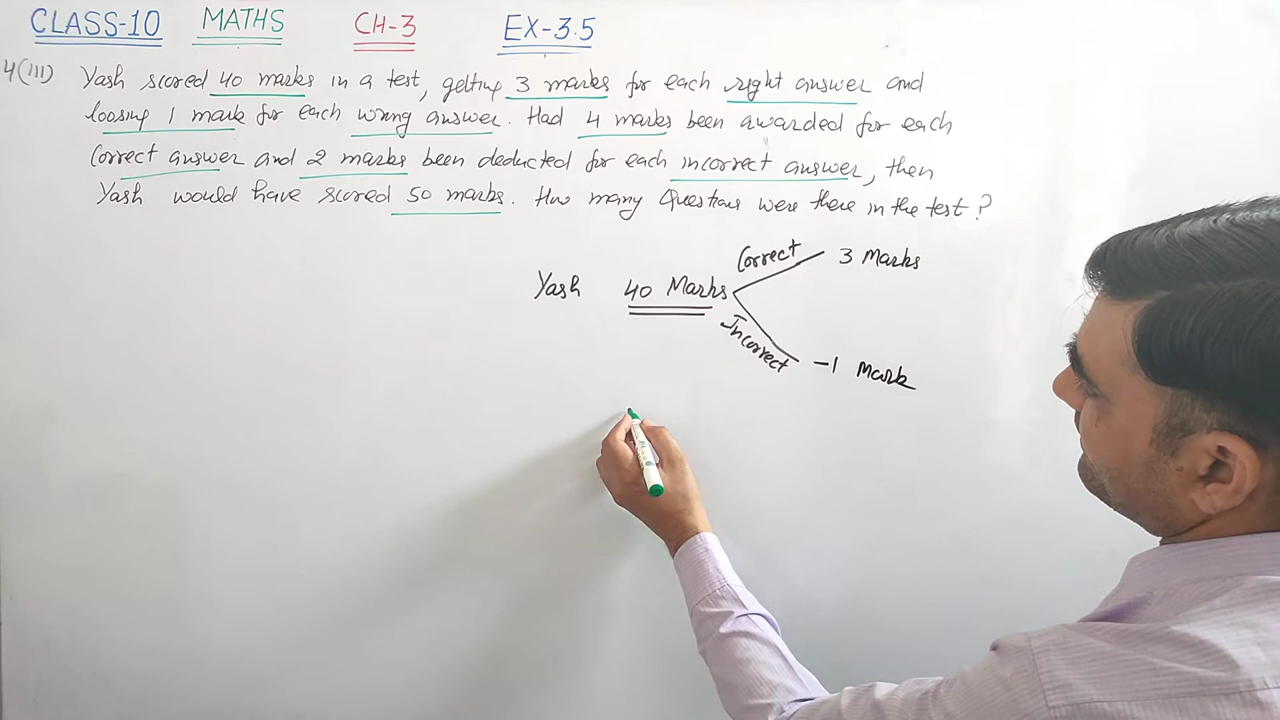 CLASS-10 MATHS CH-3 EX-3.5
4(III) Yash scored 40 marks in a test, getting 3 marks for each right answer and
loosing 1 mark for each wrong answer. Had 4 marks been awarded for each
Correct answer and 2 marks been deducted for each incorrect answer, then
Yash would have scored 50 marks. How many Questions were there in the test?
Correct 3 Marks
Yash 40 Marks
Incorrect -1 Mark